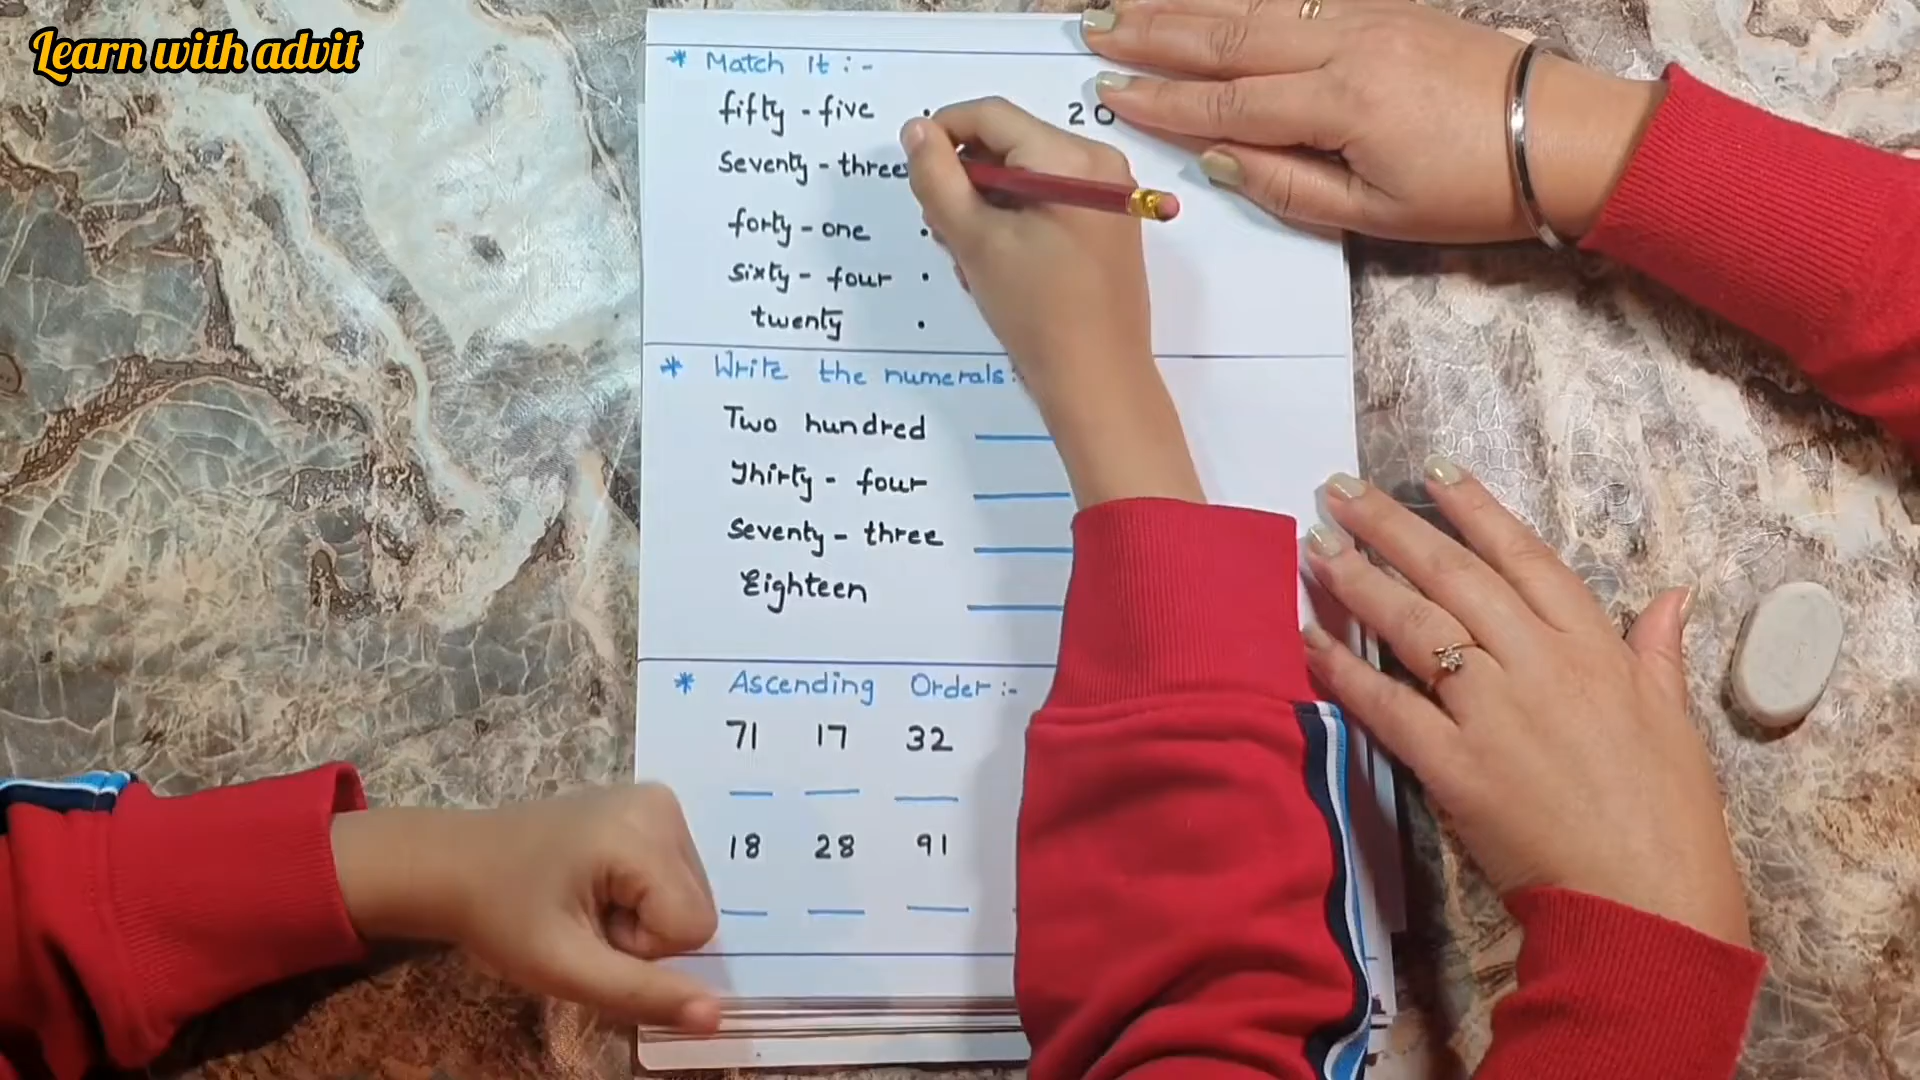 Learn with advit
* Match It :-
fifty - five . 20
Seventy - three
forty - one .
Sixty - four .
twenty .
* Write the numerals :-
Two hundred
Thirty - four
Seventy - three
Eighteen
* Ascending Order :-
71 17 32
18 28 91